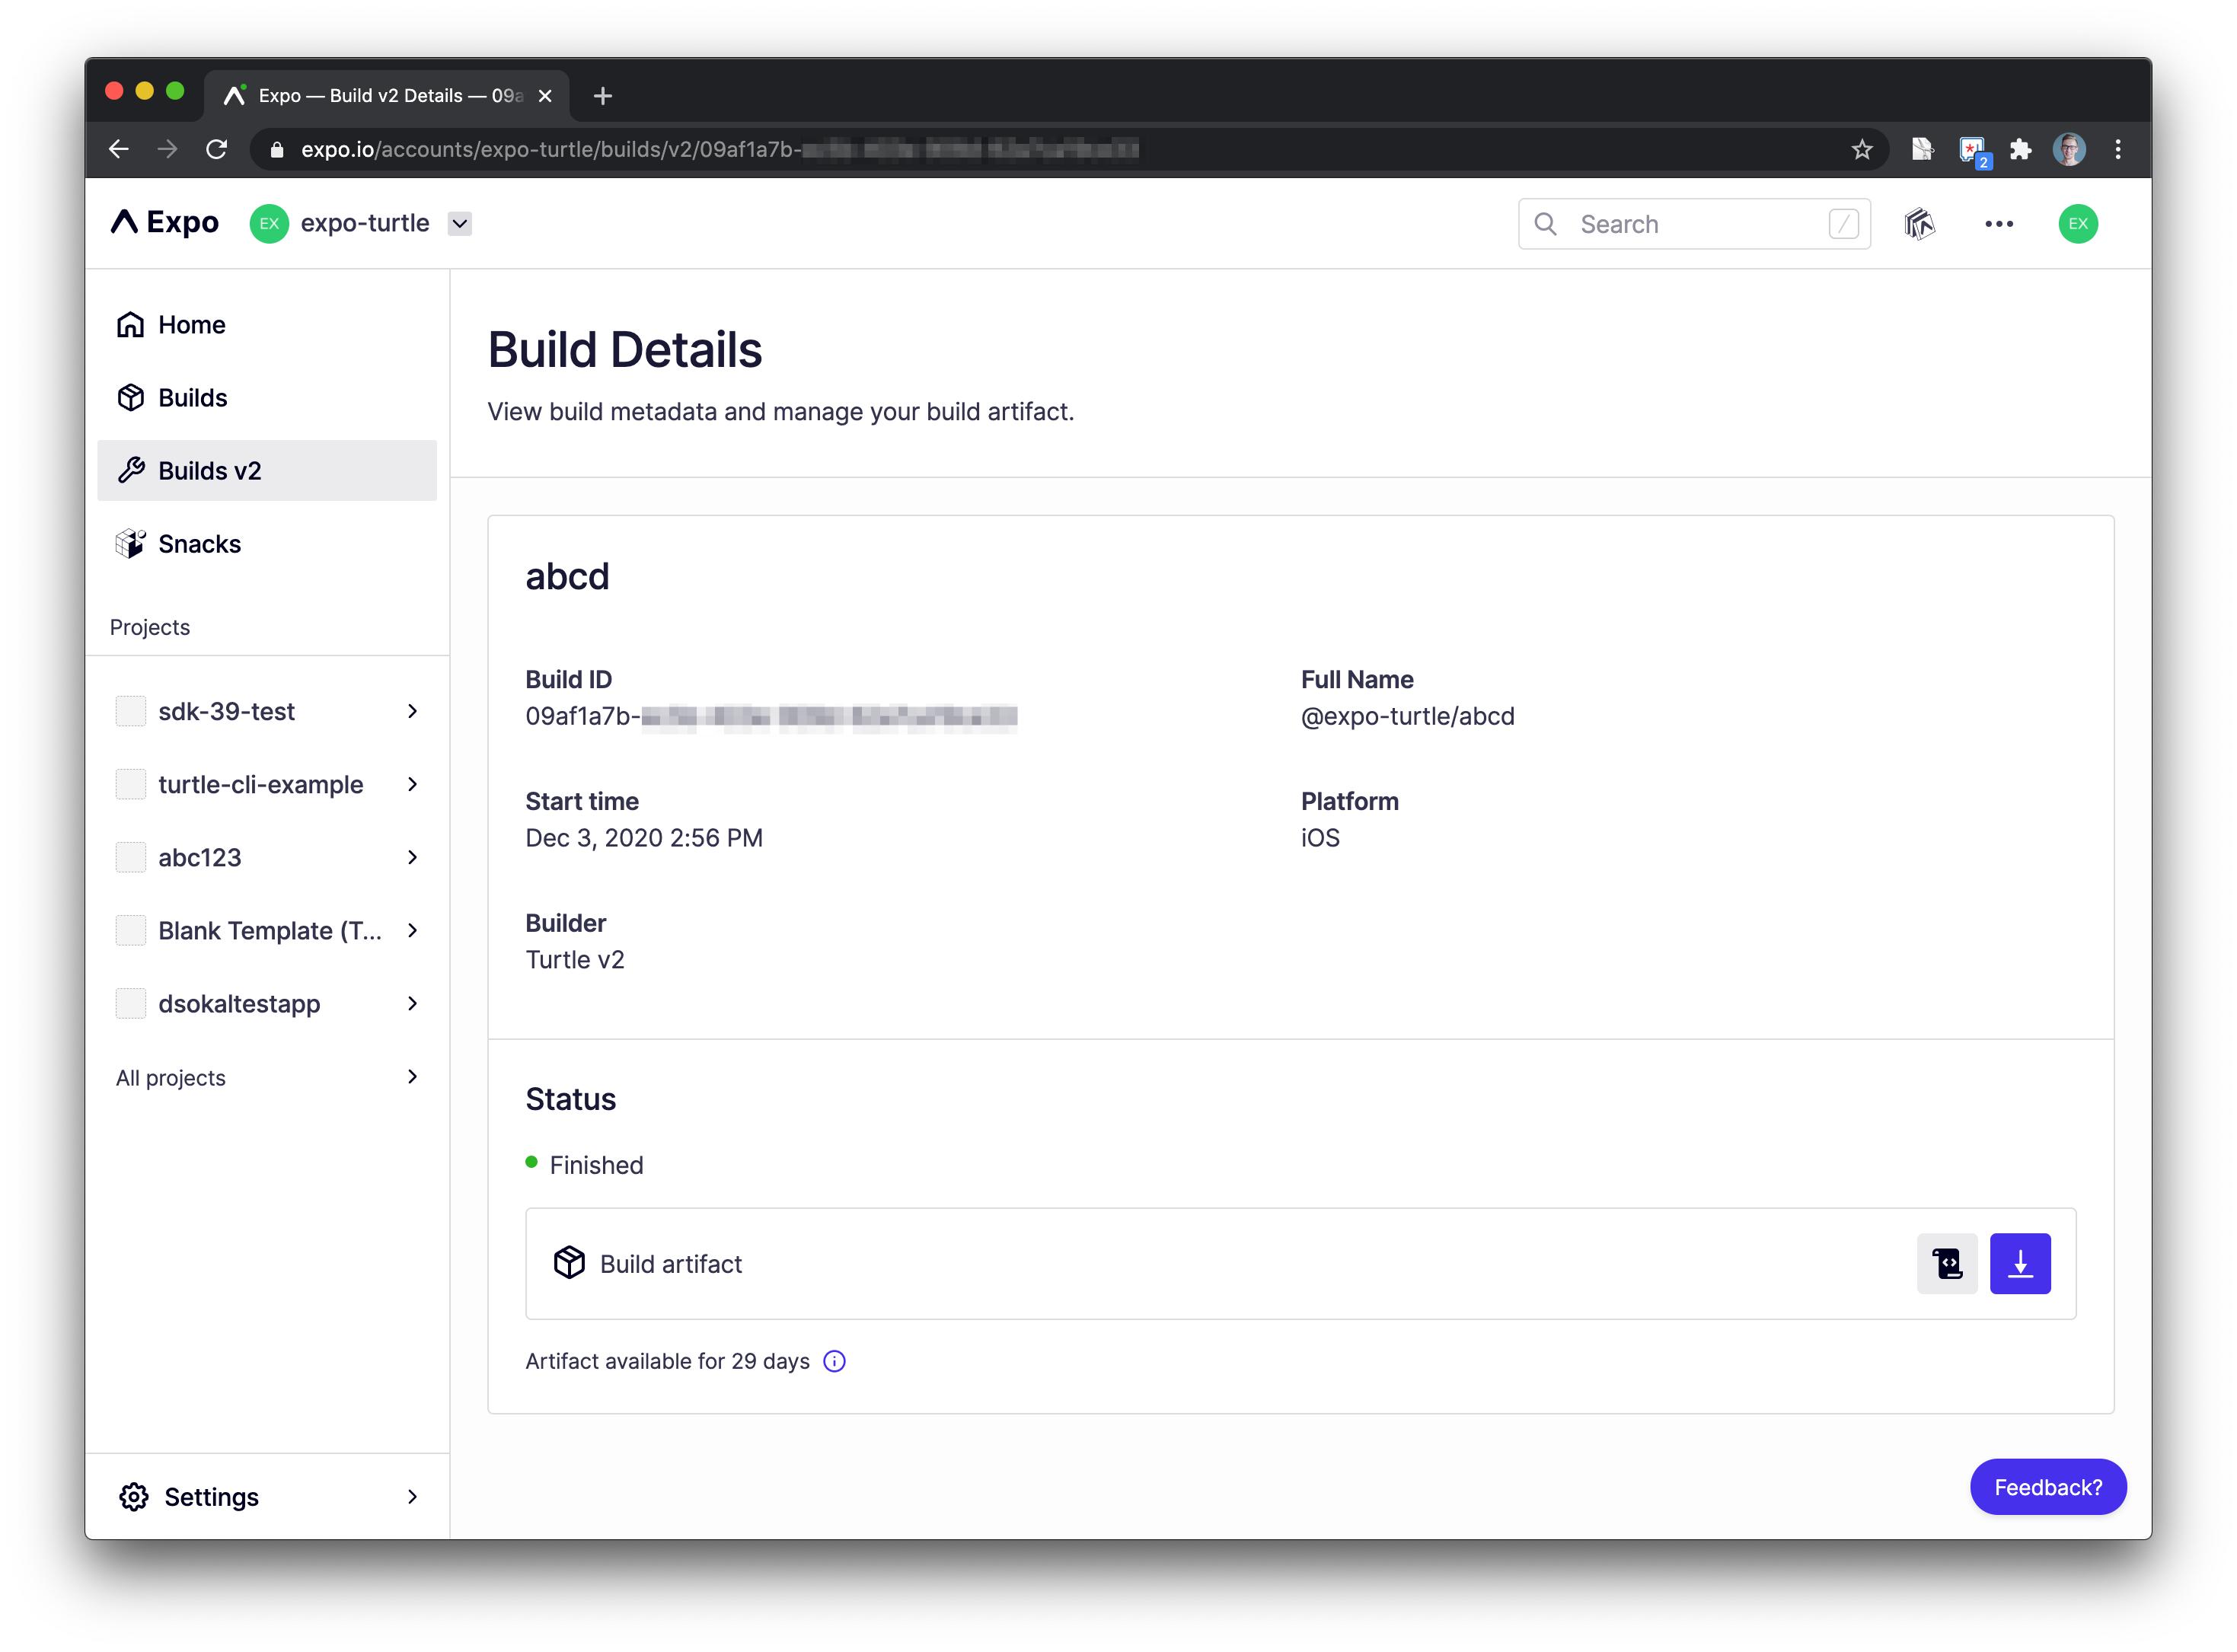 Expo — Build v2 Details — 09a
expo.io/accounts/expo-turtle/builds/v2/09af1a7b-
2
Expo
EX
expo-turtle
Search
/
EX
Home
Builds
Builds v2
Snacks
Projects
sdk-39-test
turtle-cli-example
abc123
Blank Template (T...
dsokaltestapp
All projects
Settings
Build Details
View build metadata and manage your build artifact.
abcd
Build ID
09af1a7b-
Full Name
@expo-turtle/abcd
Start time
Dec 3, 2020 2:56 PM
Platform
iOS
Builder
Turtle v2
Status
Finished
Build artifact
Artifact available for 29 days
Feedback?